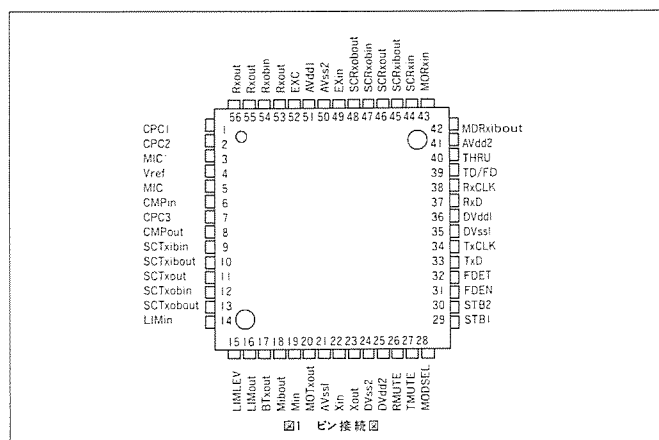 Rxout
Rxout
Rxobin
Rxout
EXC
AVdd1
AVss2
EXin
SCRxobout
SCRxobin
SCRxout
SCRxibout
SCRxin
MDRxin
56 55 54 53 52 51 50 49 48 47 46 45 44 43
CPC1 1
CPC2 2
MIC' 3
Vref 4
MIC 5
CMPin 6
CPC3 7
CMPout 8
SCTxibin 9
SCTxibout 10
SCTxout 11
SCTxobin 12
SCTxobout 13
LIMin 14
42 MDRxibout
41 AVdd2
40 THRU
39 TD/FD
38 RxCLK
37 RxD
36 DVdd1
35 DVss1
34 TxCLK
33 TxD
32 FDET
31 FDEN
30 STB2
29 STB1
15 16 17 18 19 20 21 22 23 24 25 26 27 28
LIMLEV
LIMout
BTxout
Mibout
Min
MOTxout
AVss1
Xin
Xout
DVss2
DVdd2
RMUTE
TMUTE
MODSEL
図1 ピン接続図